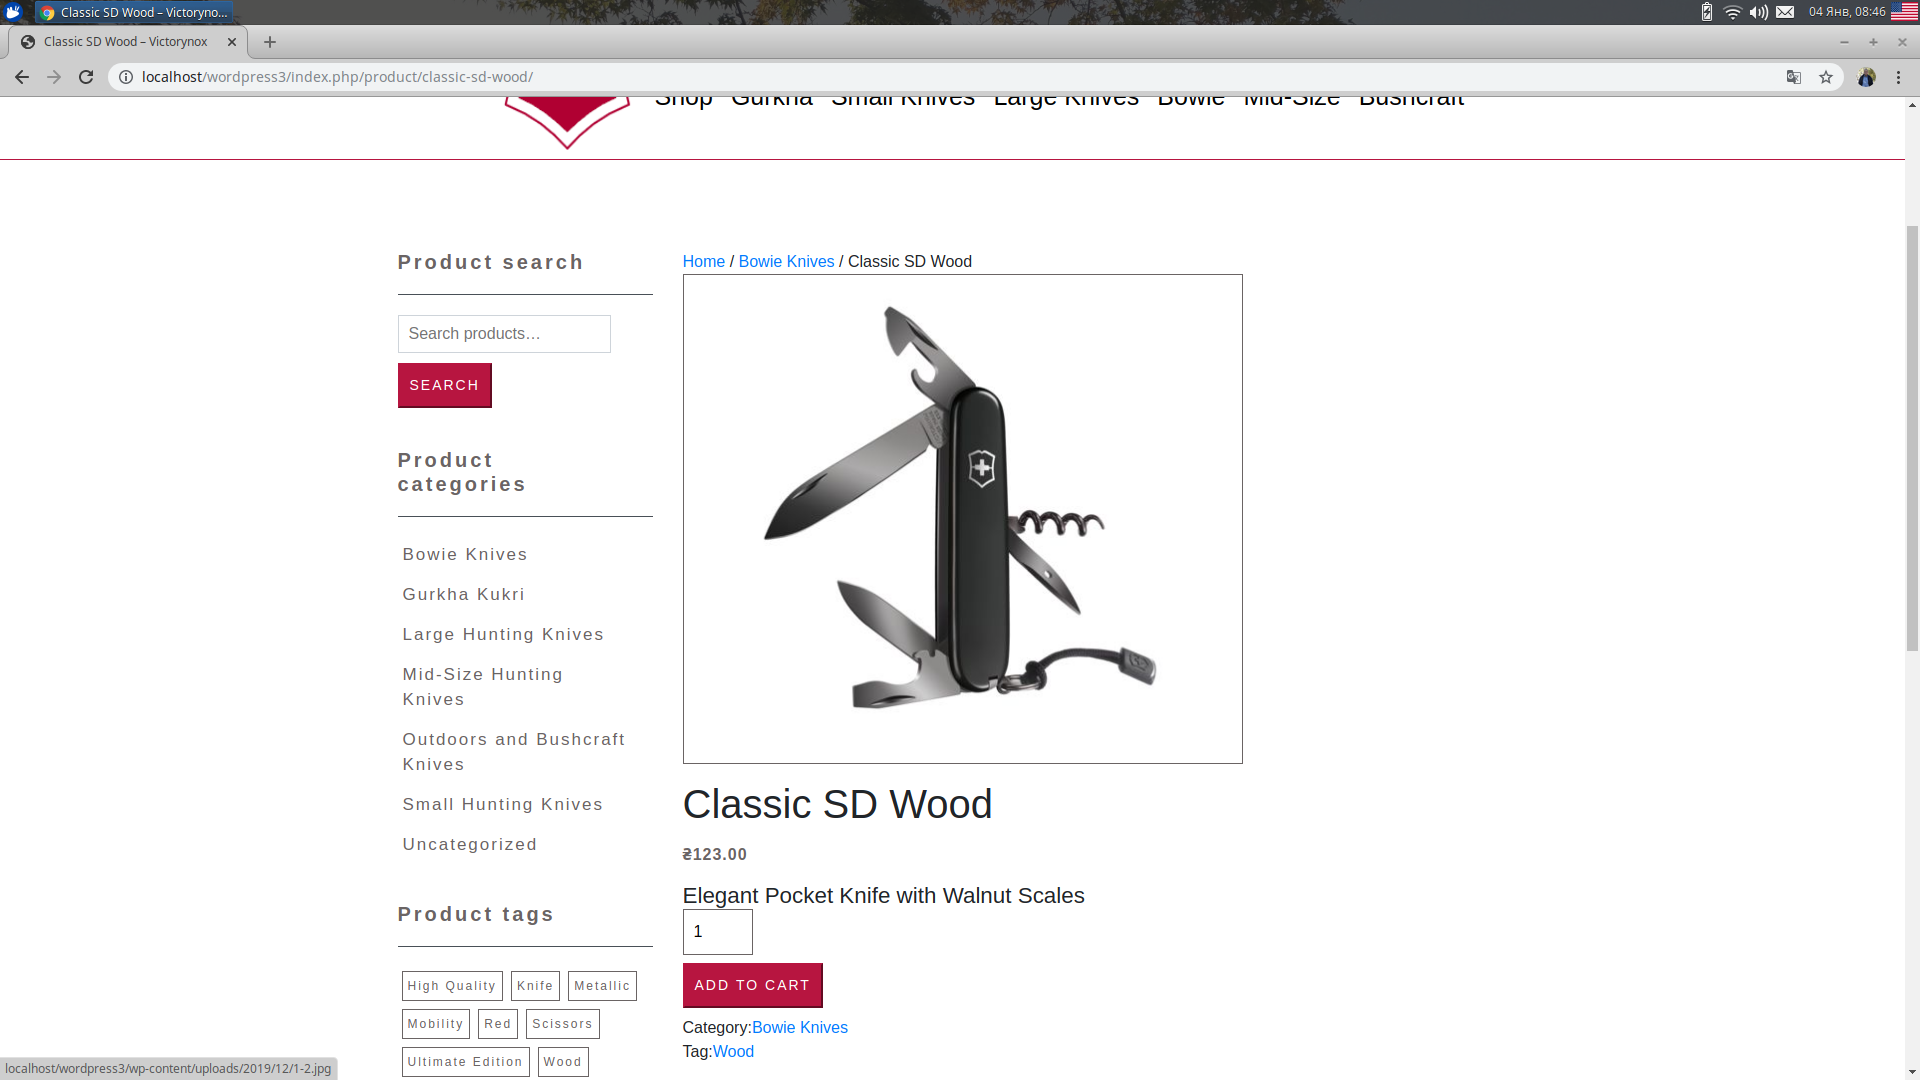 Classic SD Wood – Victoryno...
04 Янв, 08:46
Classic SD Wood – Victorynox
localhost/wordpress3/index.php/product/classic-sd-wood/
Shop Gurkha Small Knives Large Knives Bowie Mid-Size Bushcraft
Product search
Search products…
SEARCH
Product
categories
Bowie Knives
Gurkha Kukri
Large Hunting Knives
Mid-Size Hunting
Knives
Outdoors and Bushcraft
Knives
Small Hunting Knives
Uncategorized
Product tags
High Quality Knife Metallic
Mobility Red Scissors
Ultimate Edition Wood
Home / Bowie Knives / Classic SD Wood
Classic SD Wood
₴123.00
Elegant Pocket Knife with Walnut Scales
1
ADD TO CART
Category:Bowie Knives
Tag:Wood
localhost/wordpress3/wp-content/uploads/2019/12/1-2.jpg